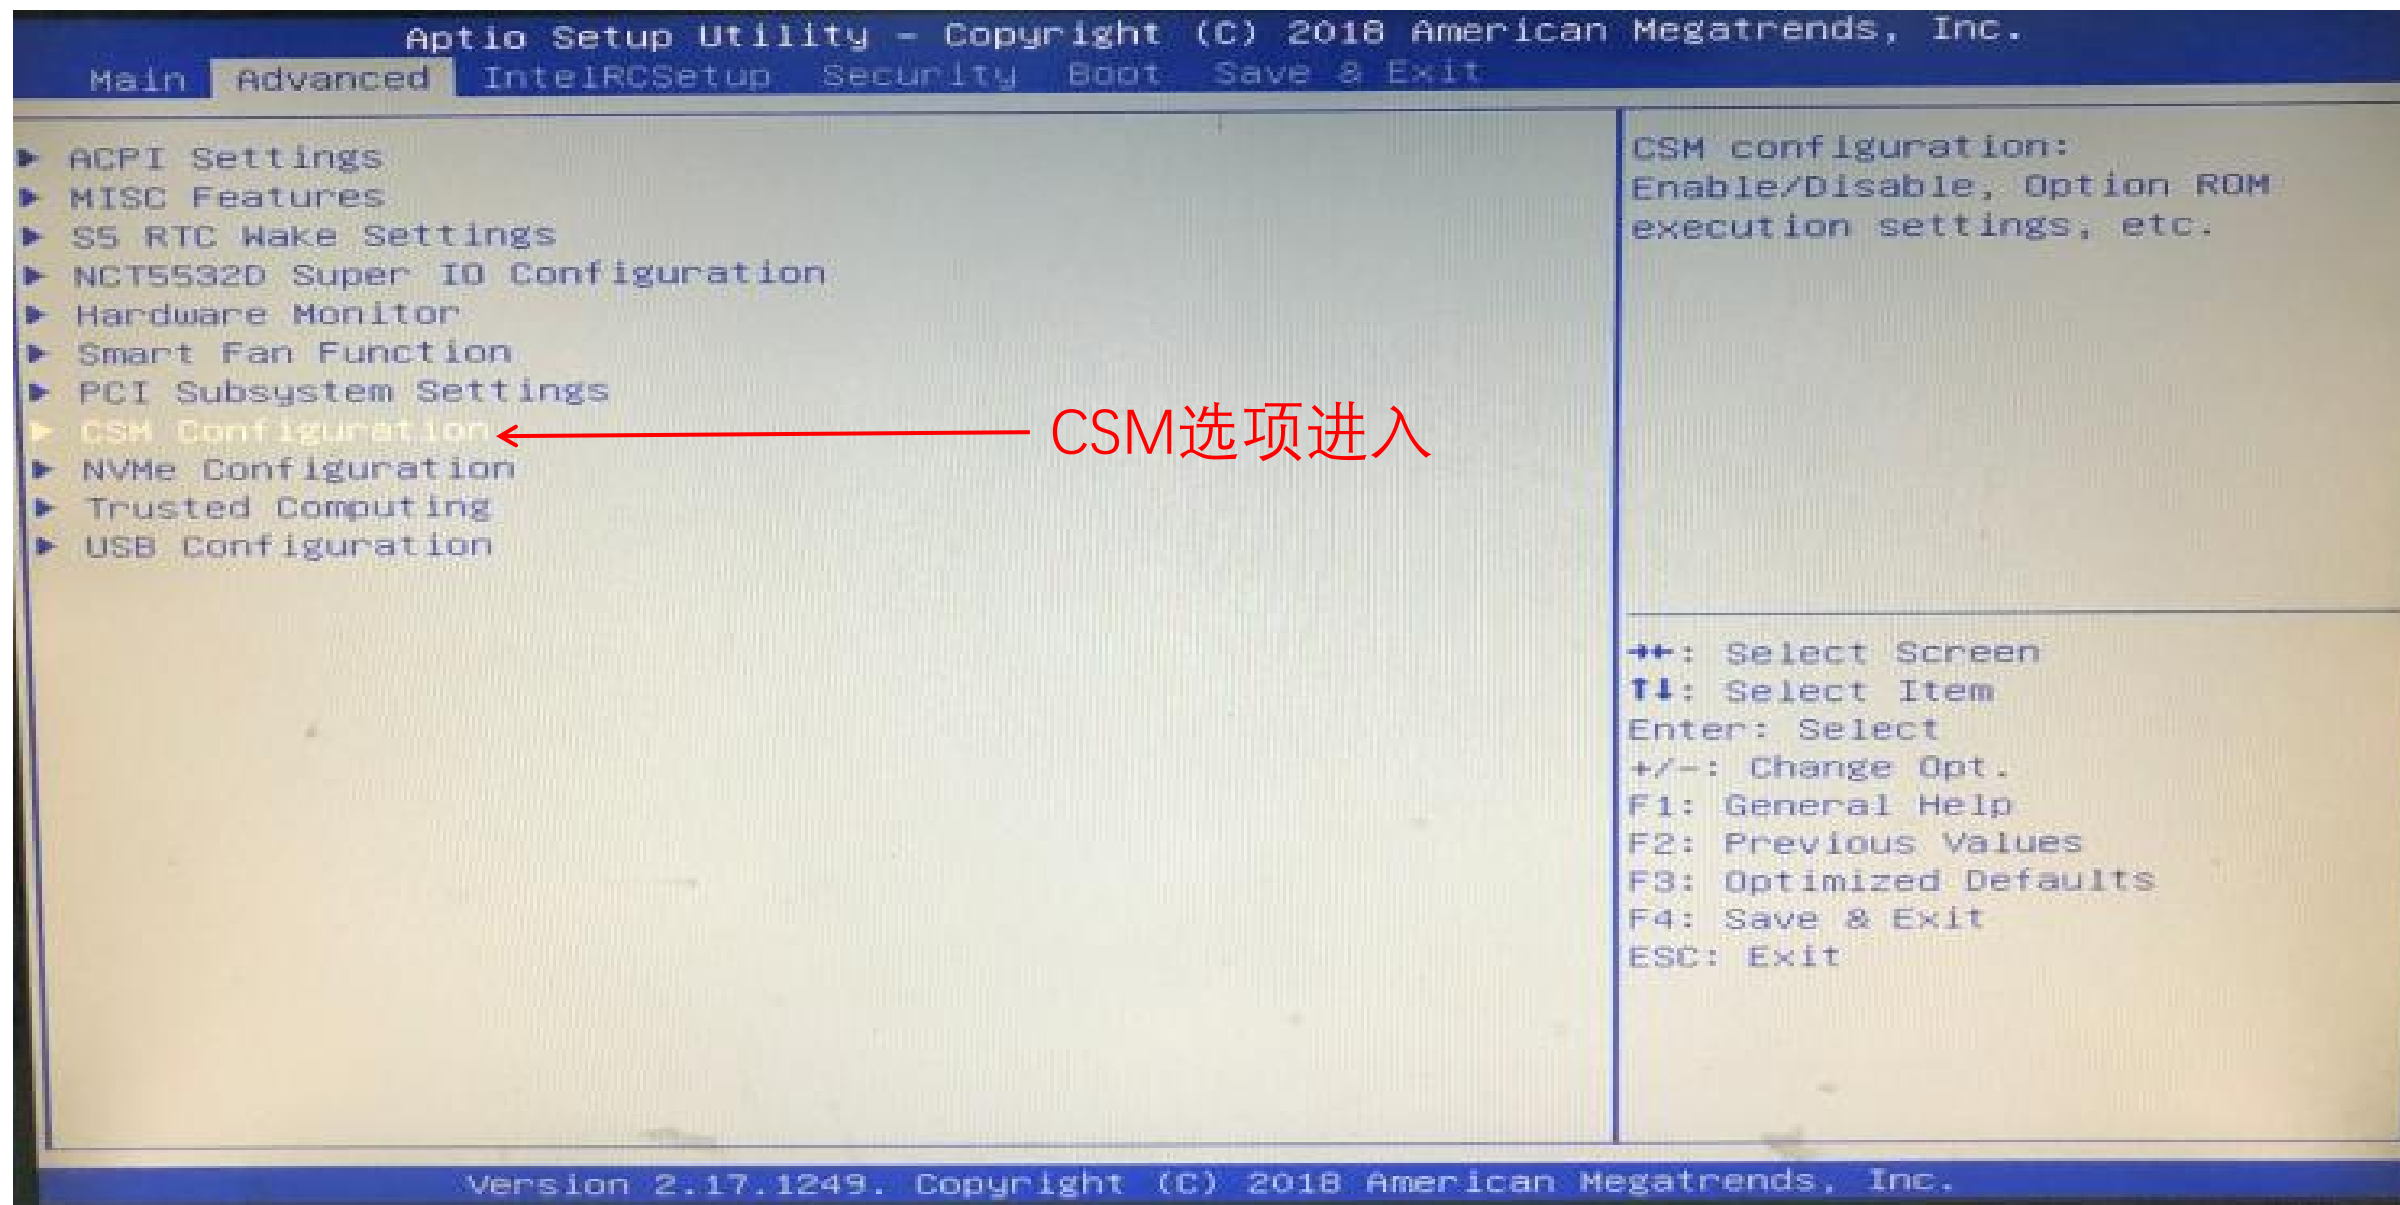 Aptio Setup Utility - Copyright (C) 2018 American Megatrends, Inc.
Main Advanced IntelRCSetup Security Boot Save & Exit
► ACPI Settings
► MISC Features
► S5 RTC Wake Settings
► NCT5532D Super IO Configuration
► Hardware Monitor
► Smart Fan Function
► PCI Subsystem Settings
► CSM Configuration
► NVMe Configuration
► Trusted Computing
► USB Configuration
CSM选项进入
CSM configuration:
Enable/Disable, Option ROM
execution settings, etc.
→←: Select Screen
↑↓: Select Item
Enter: Select
+/-: Change Opt.
F1: General Help
F2: Previous Values
F3: Optimized Defaults
F4: Save & Exit
ESC: Exit
Version 2.17.1249. Copyright (C) 2018 American Megatrends, Inc.